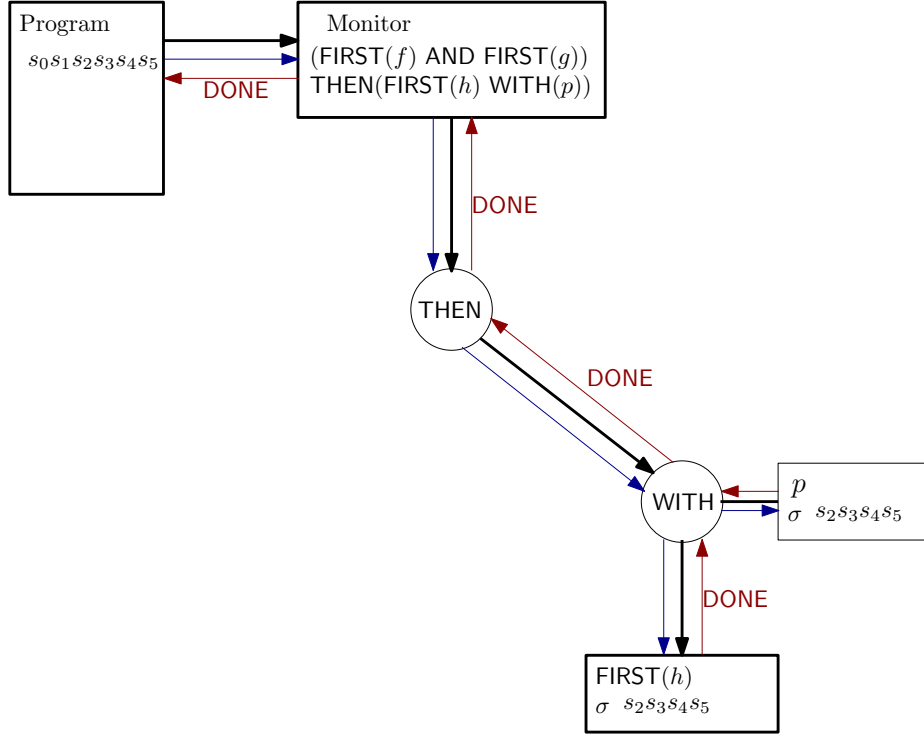 Program
s₀s₁s₂s₃s₄s₅
Monitor
(FIRST(f) AND FIRST(g))
THEN(FIRST(h) WITH(p))
DONE
DONE
THEN
DONE
WITH
p
σ s₂s₃s₄s₅
DONE
FIRST(h)
σ s₂s₃s₄s₅